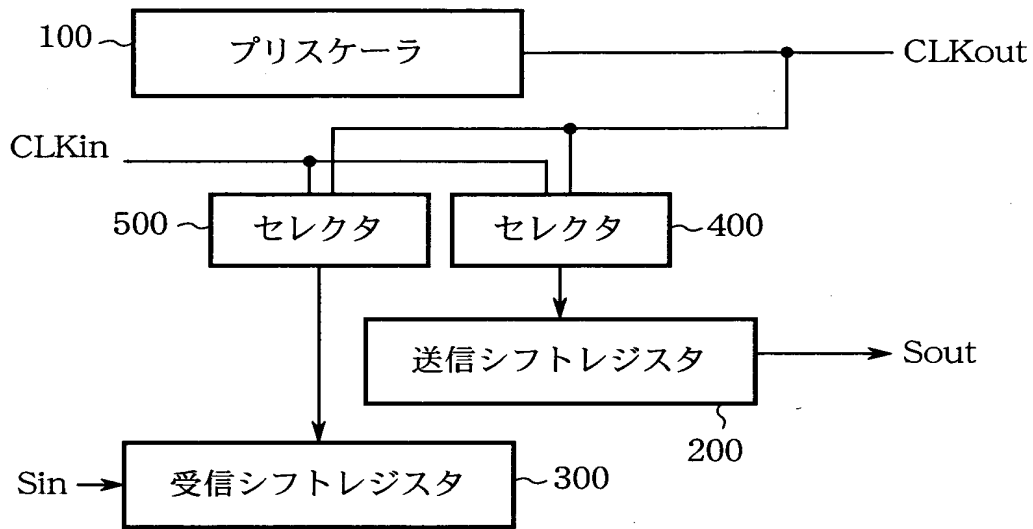 100
プリスケーラ
CLKout
CLKin
500
セレクタ
セレクタ
400
送信シフトレジスタ
Sout
200
Sin
受信シフトレジスタ
300